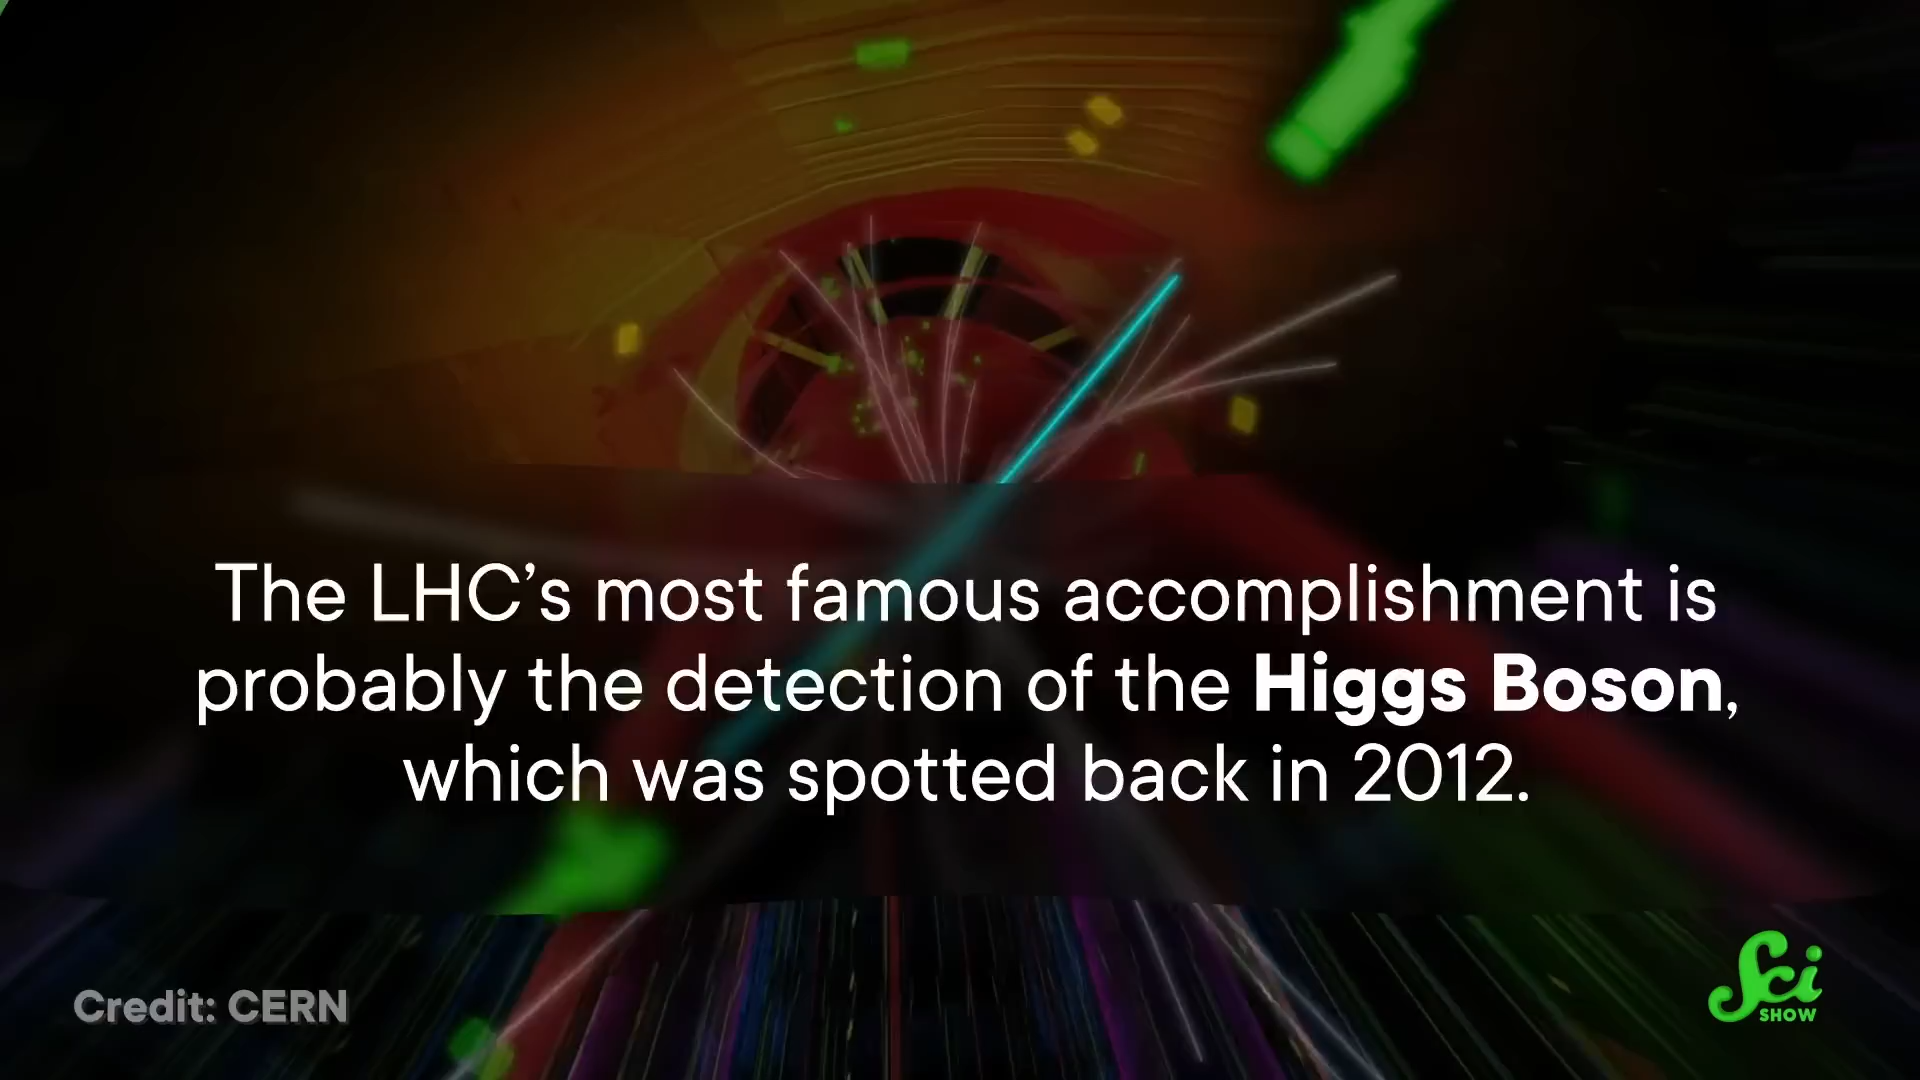 The LHC’s most famous accomplishment is
probably the detection of the Higgs Boson,
which was spotted back in 2012.
Credit: CERN
Sci
SHOW